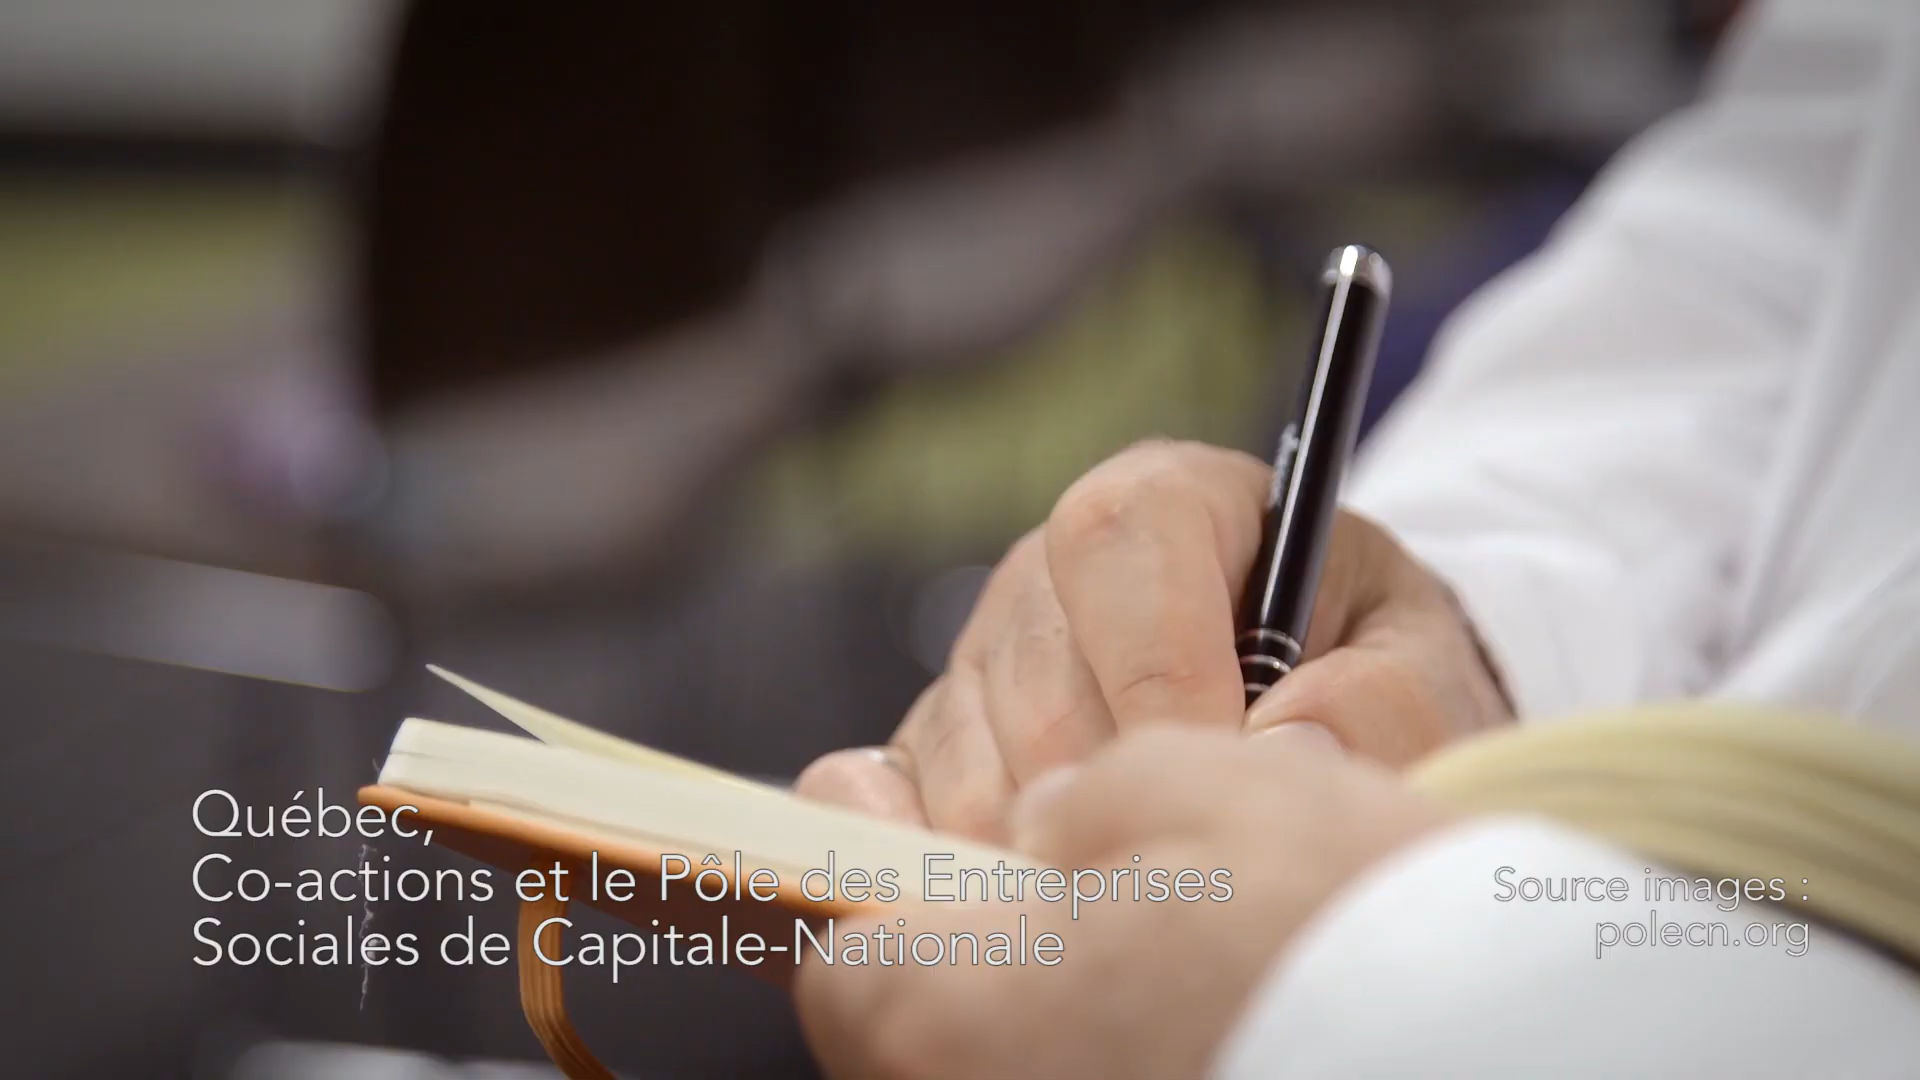 Québec,
Co-actions et le Pôle des Entreprises
Sociales de Capitale-Nationale
Source images :
polecn.org